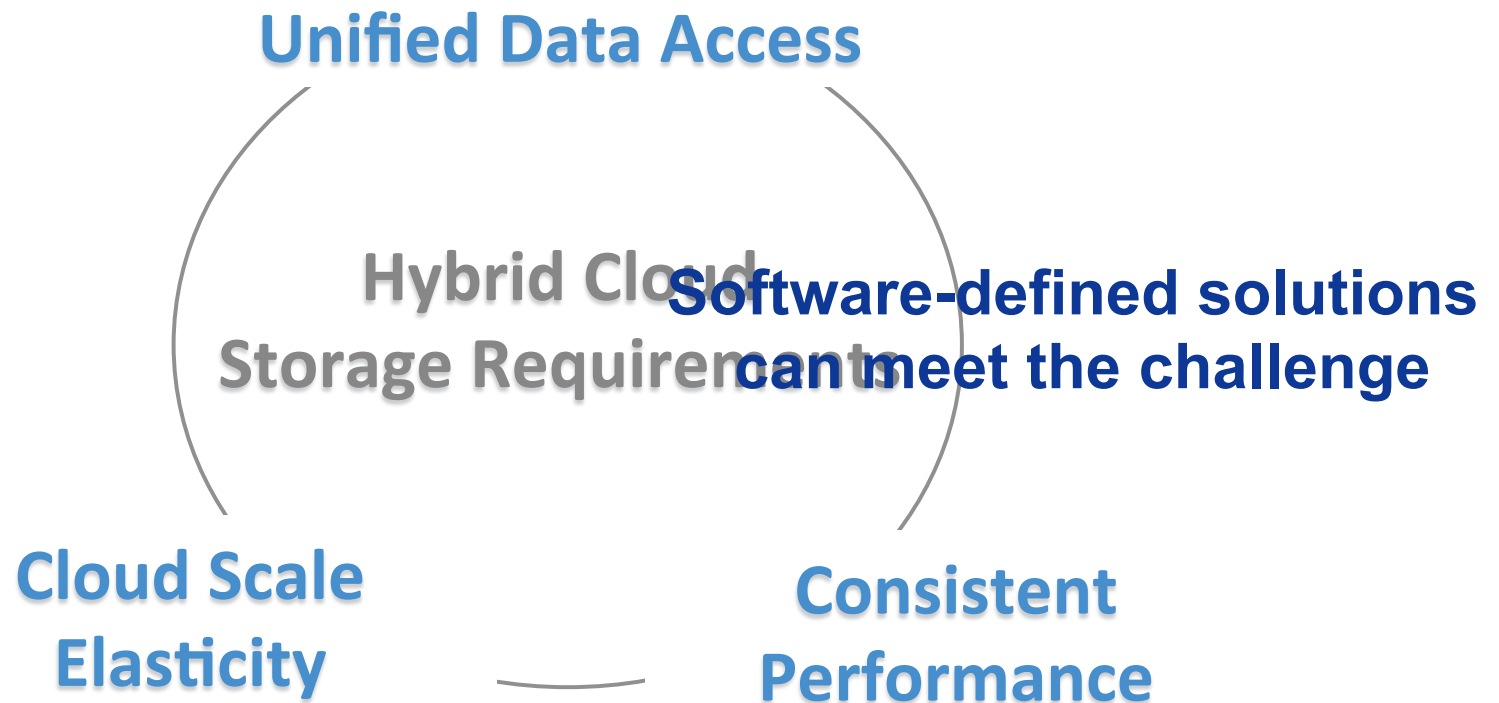 Unified Data Access
Hybrid Cloud
Storage Requirements
Software-defined solutions
can meet the challenge
Cloud Scale
Elasticity
Consistent
Performance